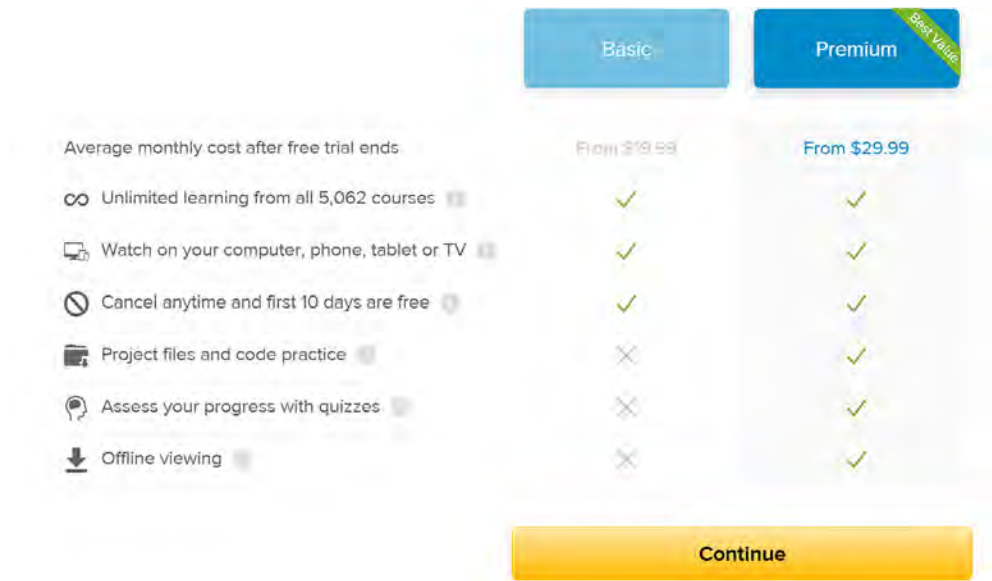 Basic
Premium
Best Value
Average monthly cost after free trial ends
From $19.99
From $29.99
Unlimited learning from all 5,062 courses
Watch on your computer, phone, tablet or TV
Cancel anytime and first 10 days are free
Project files and code practice
Assess your progress with quizzes
Offline viewing
Continue